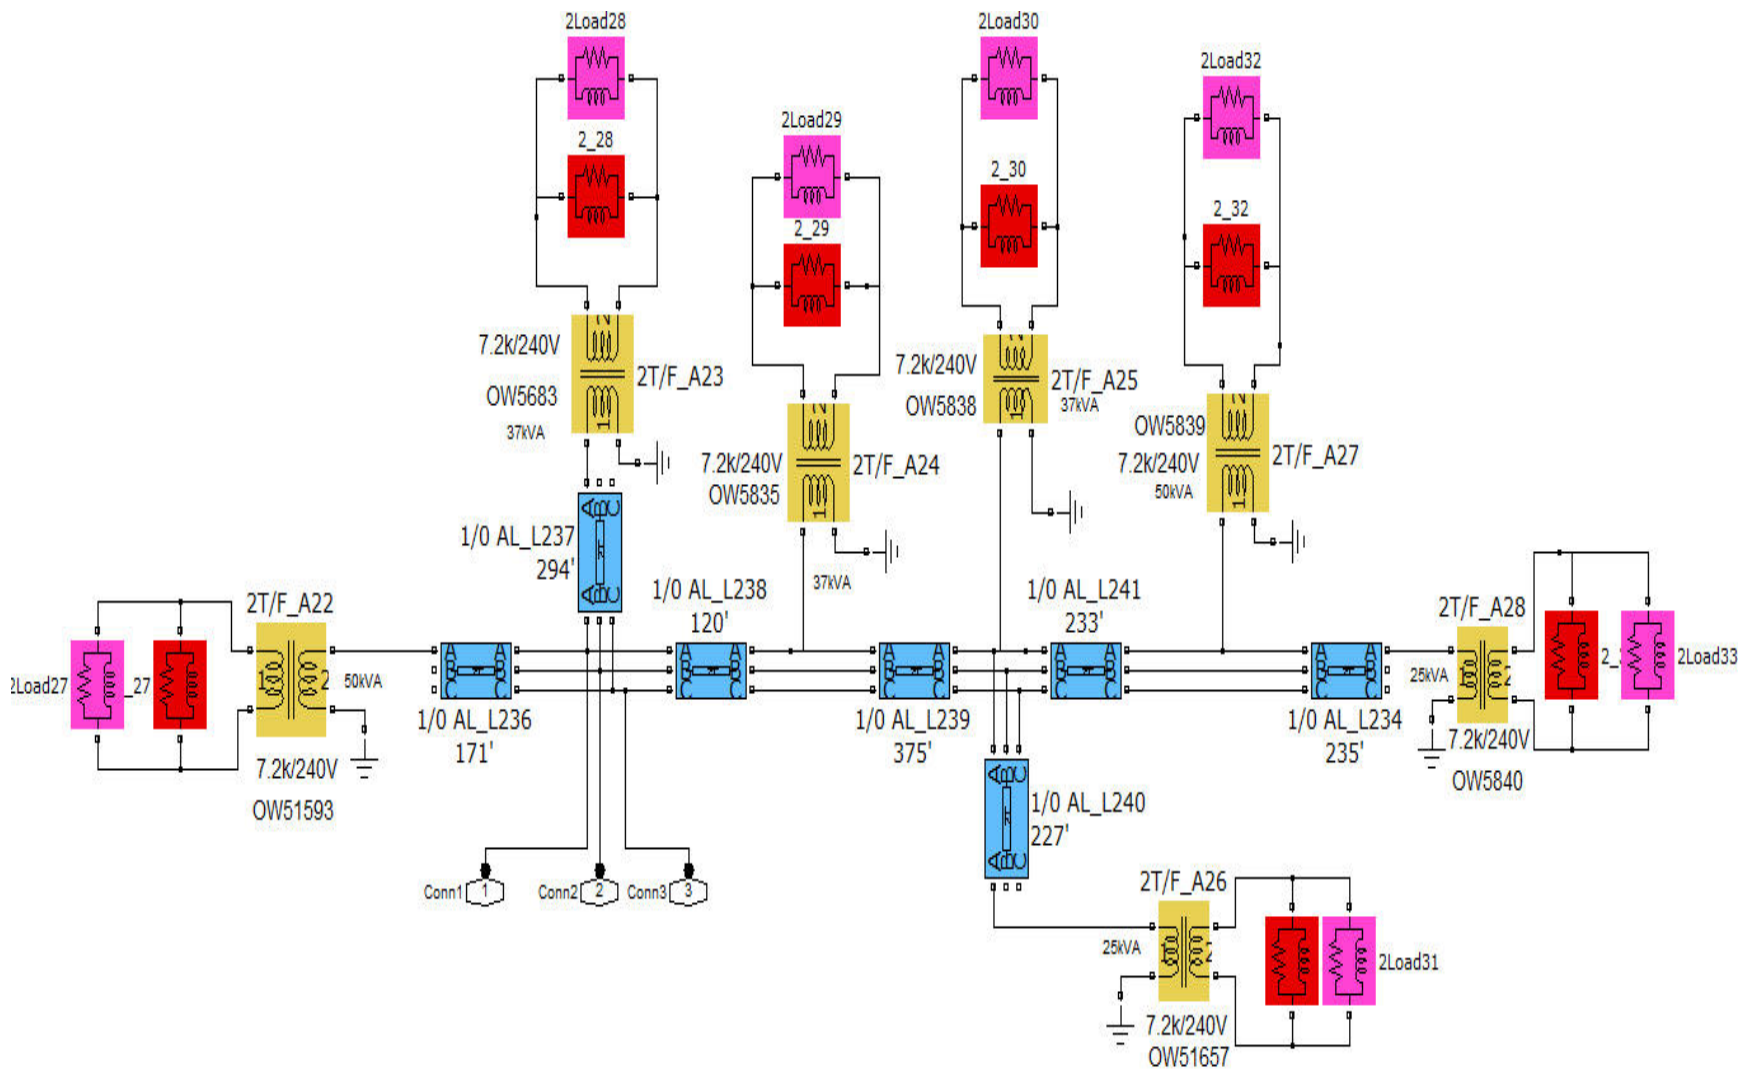 2Load28
2_28
7.2k/240V
2T/F_A23
OW5683
37kVA
2Load29
2_29
7.2k/240V
2T/F_A24
OW5835
37kVA
2Load30
2_30
7.2k/240V
2T/F_A25
OW5838
37kVA
2Load32
2_32
OW5839
7.2k/240V
2T/F_A27
50kVA
1/0 AL_L237
294'
2T/F_A22
2Load27
_27
50kVA
7.2k/240V
OW51593
1/0 AL_L236
171'
1/0 AL_L238
120'
1/0 AL_L239
375'
1/0 AL_L241
233'
1/0 AL_L234
235'
2T/F_A28
25kVA
7.2k/240V
OW5840
2Load33
1/0 AL_L240
227'
Conn1 1
Conn2 2
Conn3 3
2T/F_A26
25kVA
7.2k/240V
OW51657
2Load31